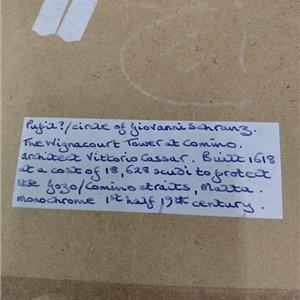 Pupil?/circle of Giovanni Schranz.
The Wignacourt Tower at Comino.
architect Vittorio Cassar. Built 1618
at a cost of 18,628 scudi to protect
the Gozo/Comino straits, Malta.
monochrome 1st half 19th century.